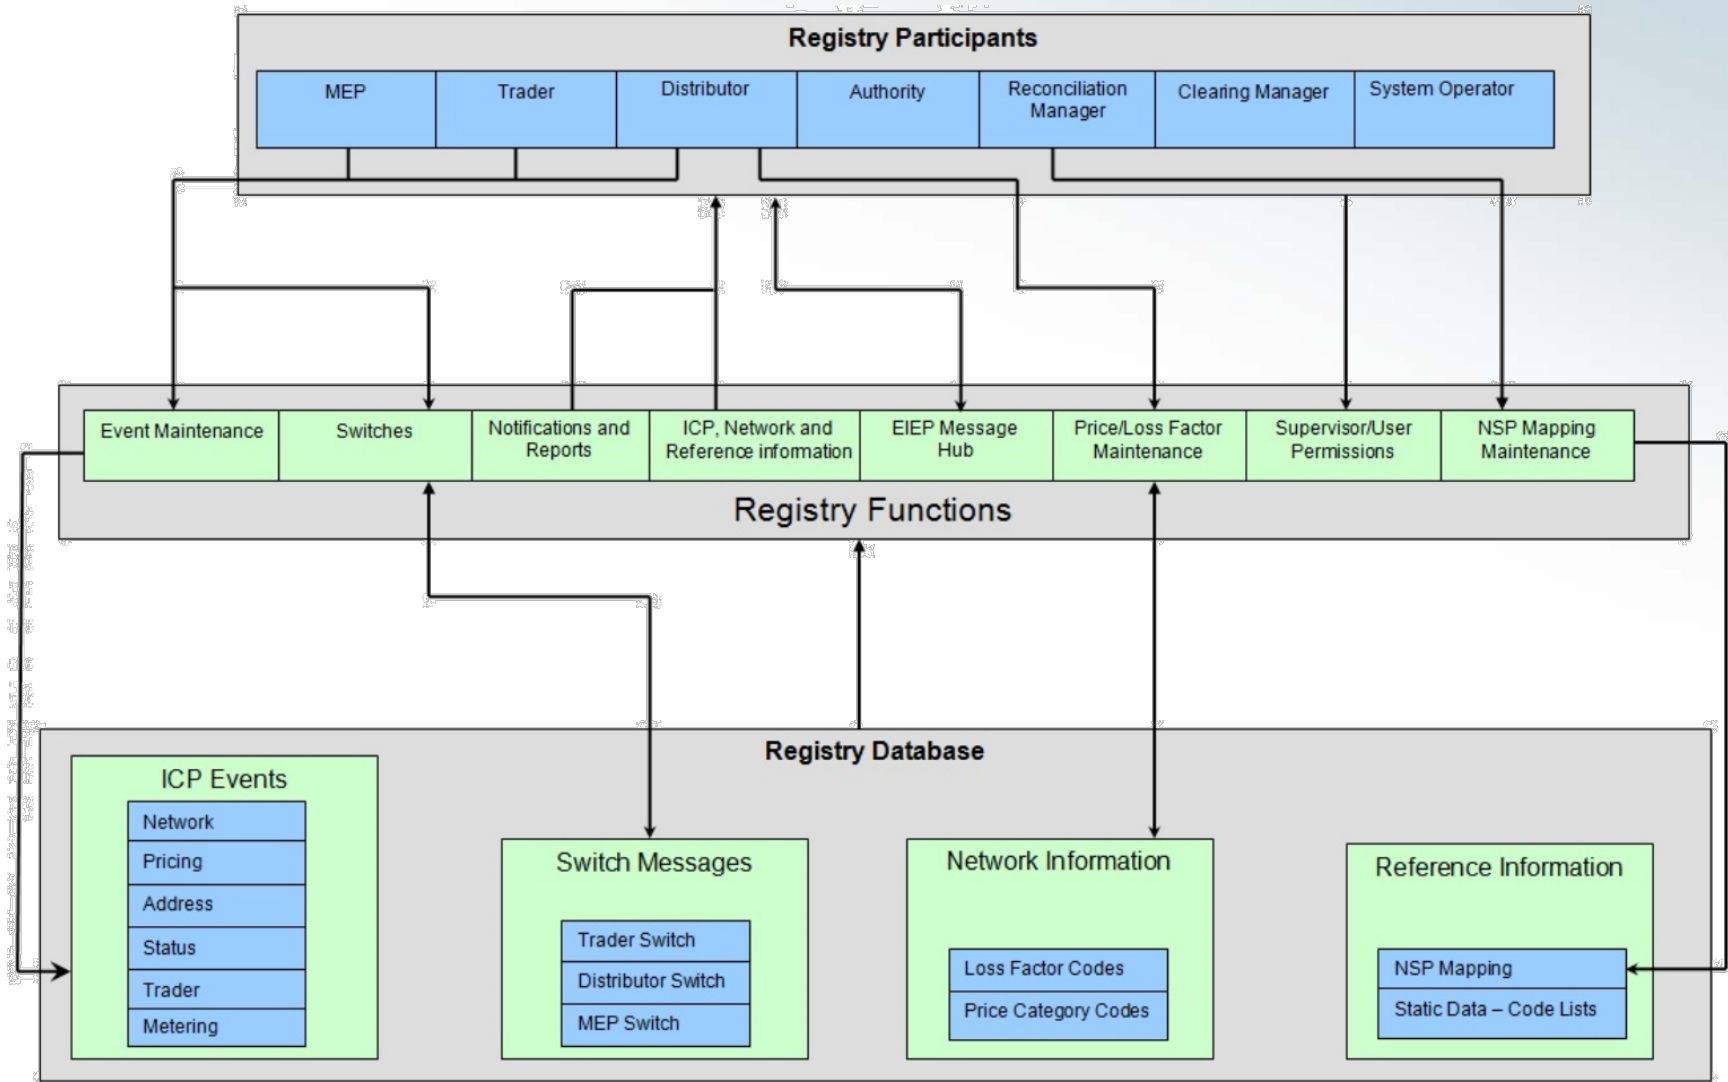 Registry Participants
MEP
Trader
Distributor
Authority
Reconciliation
Manager
Clearing Manager
System Operator
Event Maintenance
Switches
Notifications and
Reports
ICP, Network and
Reference information
EIEP Message
Hub
Price/Loss Factor
Maintenance
Supervisor/User
Permissions
NSP Mapping
Maintenance
Registry Functions
Registry Database
ICP Events
Network
Pricing
Address
Status
Trader
Metering
Switch Messages
Trader Switch
Distributor Switch
MEP Switch
Network Information
Loss Factor Codes
Price Category Codes
Reference Information
NSP Mapping
Static Data – Code Lists